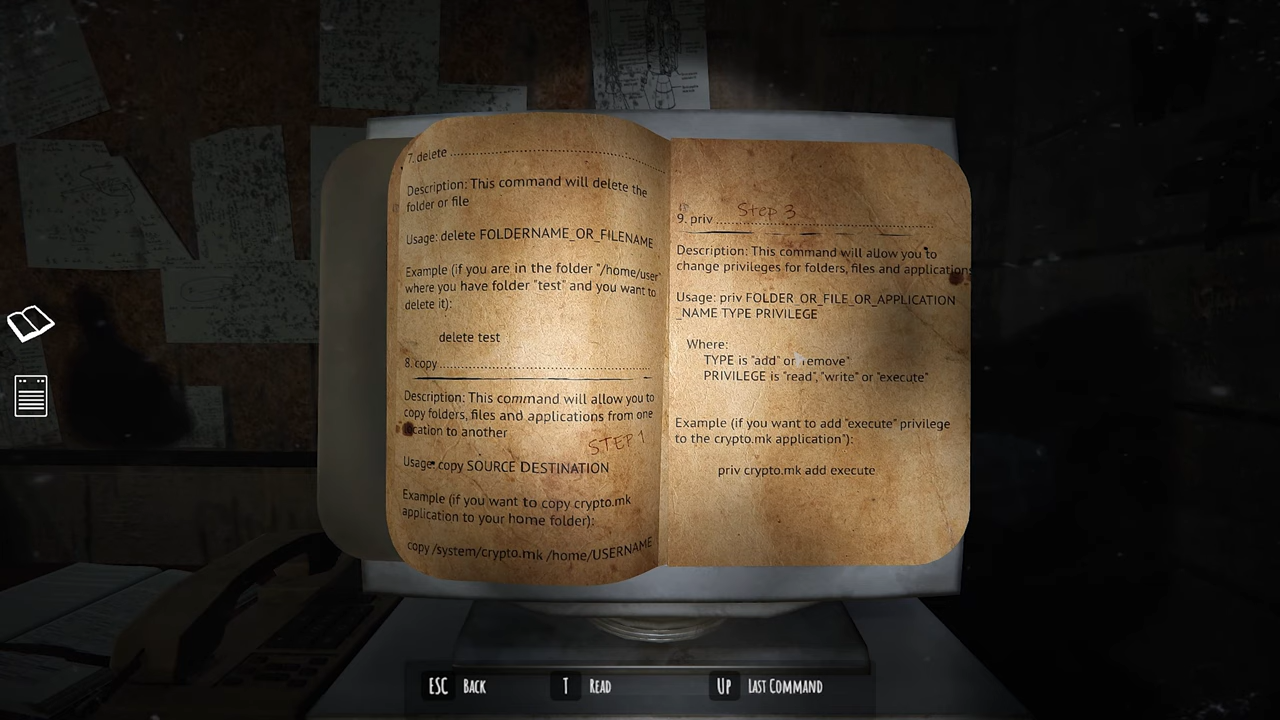 7. delete
Description: This command will delete the
folder or file
Usage: delete FOLDERNAME_OR_FILENAME
Example (if you are in the folder "/home/user"
where you have folder "test" and you want to
delete it):
delete test
8. copy
Description: This command will allow you to
copy folders, files and applications from one
location to another
STEP 1
Usage: copy SOURCE DESTINATION
Example (if you want to copy crypto.mk
application to your home folder):
copy /system/crypto.mk /home/USERNAME
Step 3
9. priv
Description: This command will allow you to
change privileges for folders, files and applications
Usage: priv FOLDER_OR_FILE_OR_APPLICATION
_NAME TYPE PRIVILEGE
Where:
TYPE is "add" or "remove"
PRIVILEGE is "read", "write" or "execute"
Example (if you want to add "execute" privilege
to the crypto.mk application"):
priv crypto.mk add execute
ESC BACK T READ UP LAST COMMAND